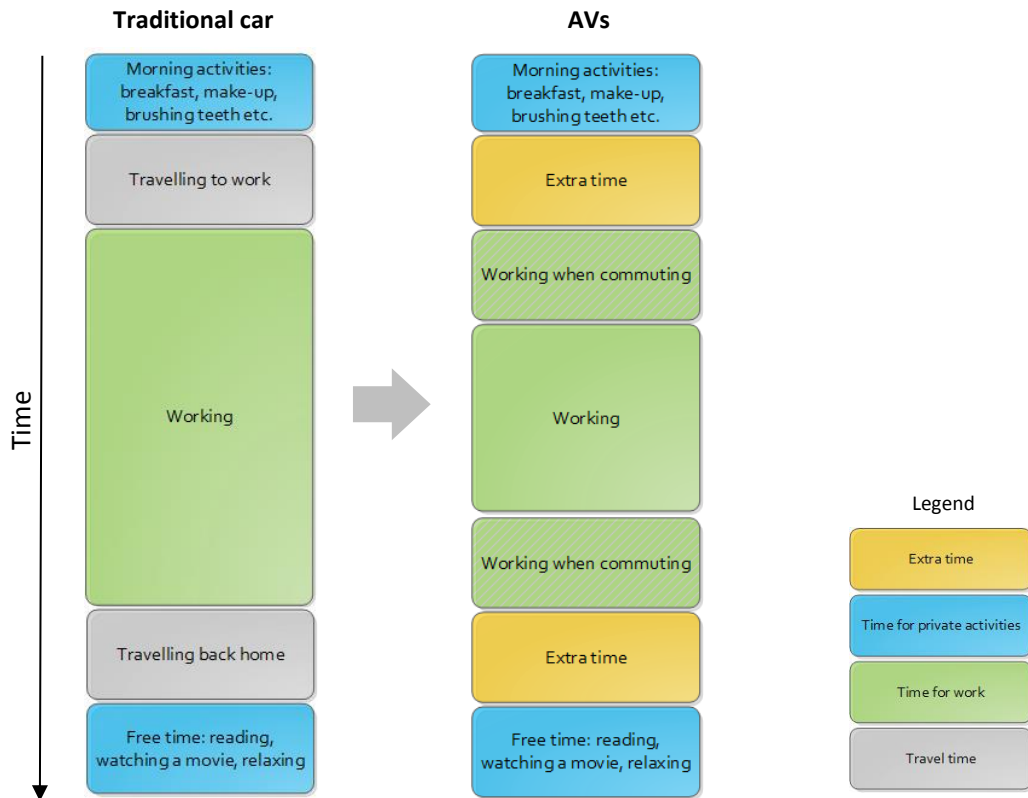 Traditional car
AVs
Time
Morning activities:
breakfast, make-up,
brushing teeth etc.
Travelling to work
Working
Travelling back home
Free time: reading,
watching a movie, relaxing
Morning activities:
breakfast, make-up,
brushing teeth etc.
Extra time
Working when commuting
Working
Working when commuting
Extra time
Free time: reading,
watching a movie, relaxing
Legend
Extra time
Time for private activities
Time for work
Travel time